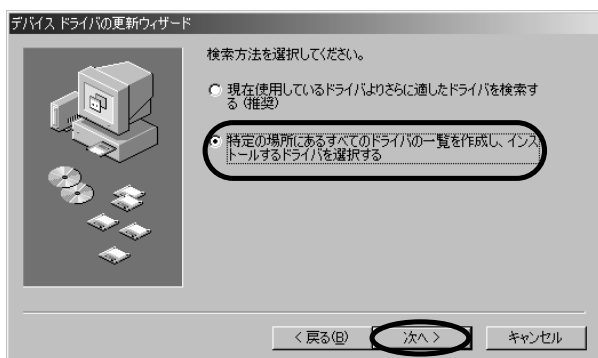 デバイス ドライバの更新ウィザード
検索方法を選択してください。
現在使用しているドライバよりさらに適したドライバを検索す
る (推奨)
特定の場所にあるすべてのドライバの一覧を作成し、インス
トールするドライバを選択する
< 戻る(B)
次へ >
キャンセル